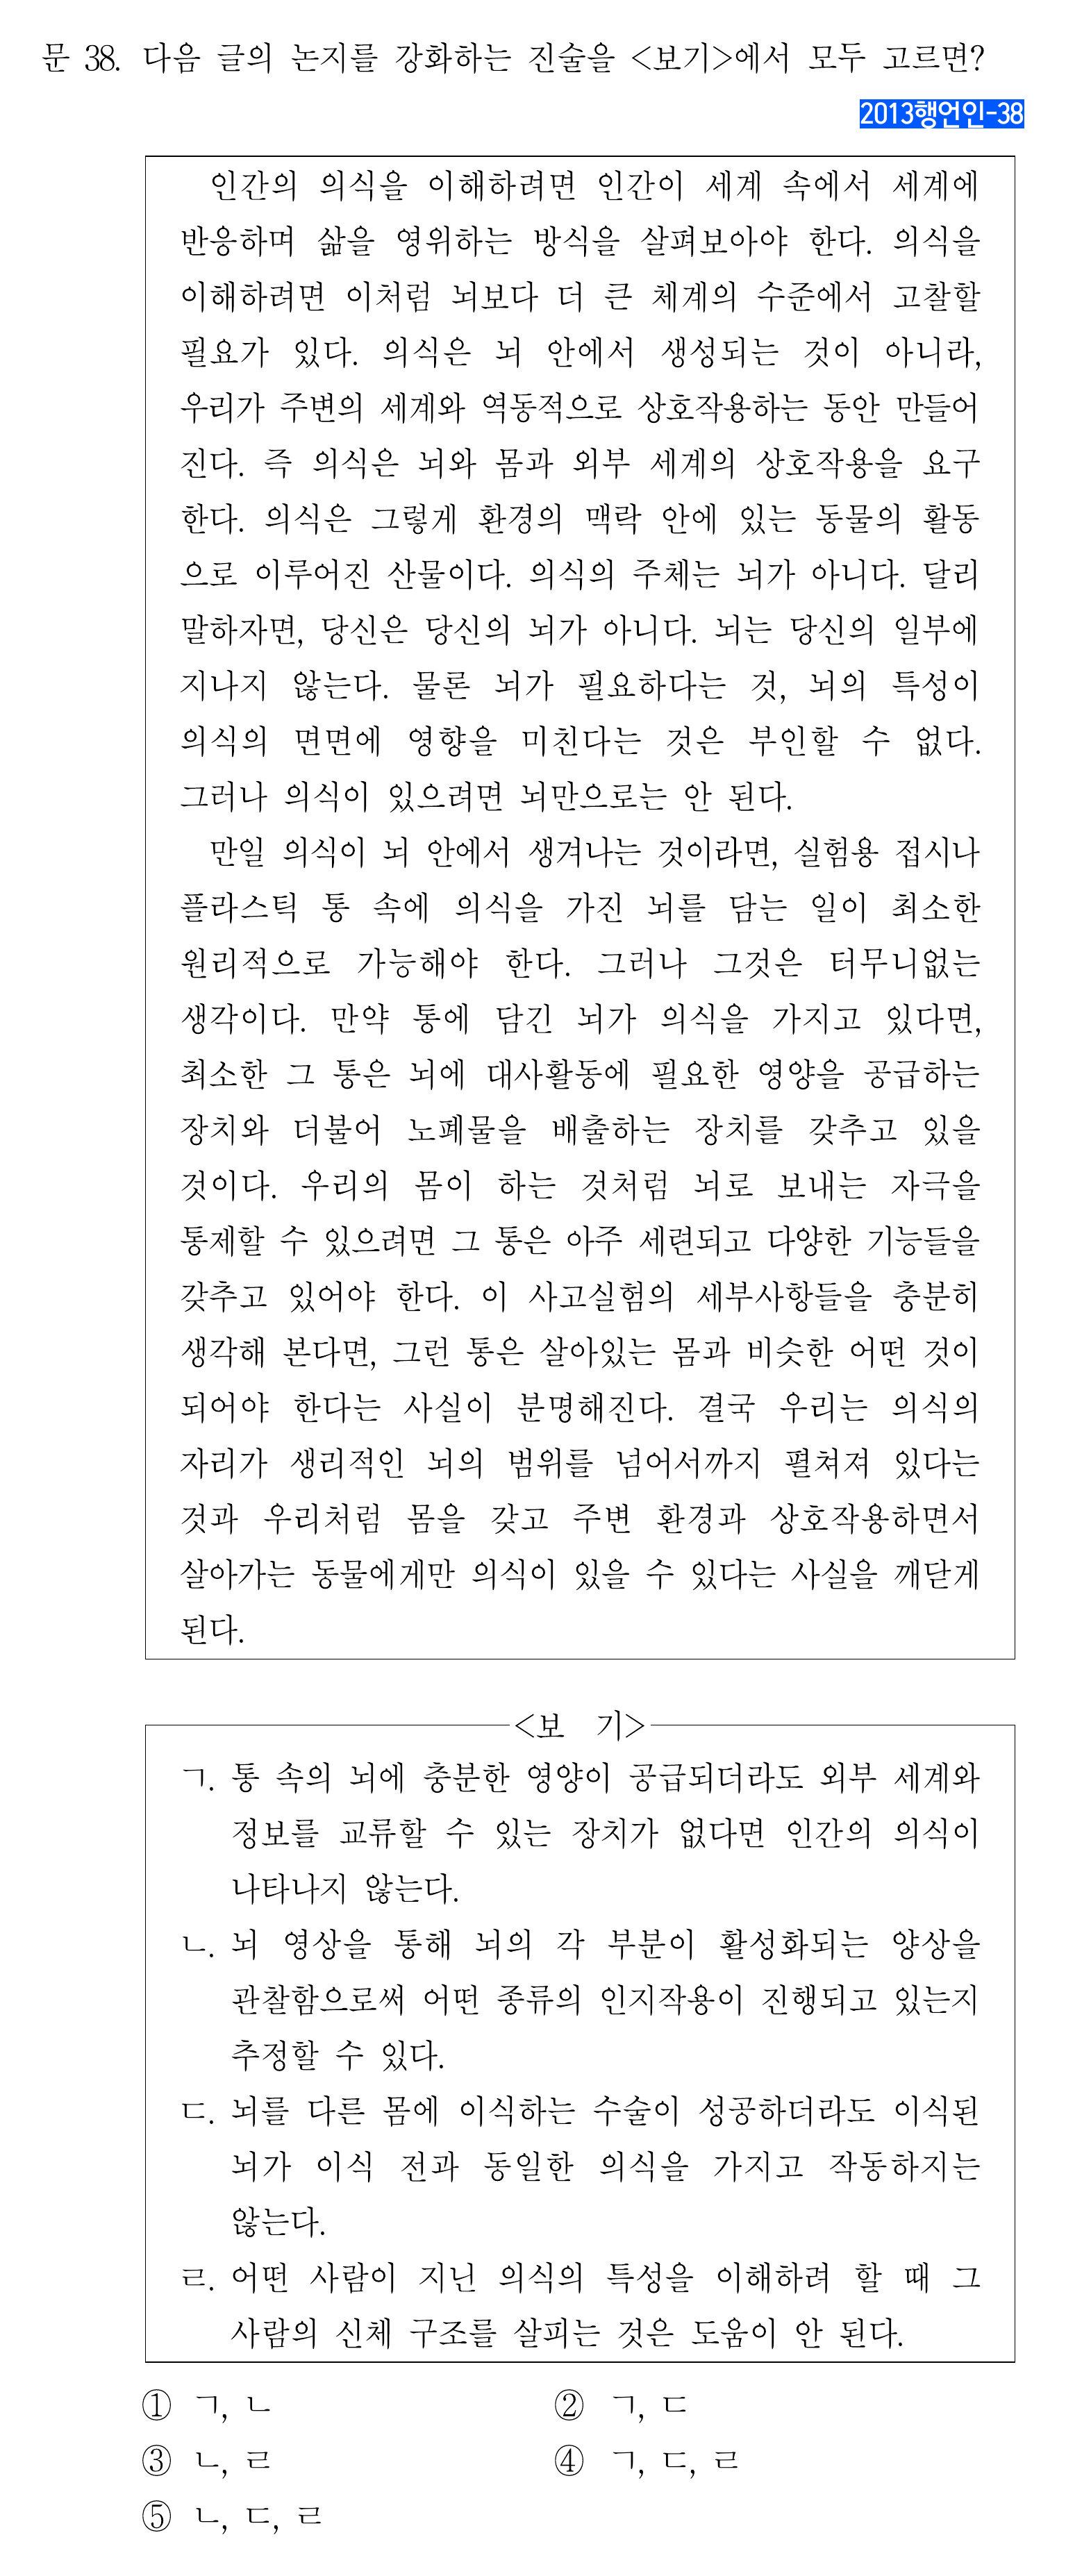 문 38. 다음 글의 논지를 강화하는 진술을 <보기>에서 모두 고르면?
2013행언인-38
인간의 의식을 이해하려면 인간이 세계 속에서 세계에
반응하며 삶을 영위하는 방식을 살펴보아야 한다. 의식을
이해하려면 이처럼 뇌보다 더 큰 체계의 수준에서 고찰할
필요가 있다. 의식은 뇌 안에서 생성되는 것이 아니라,
우리가 주변의 세계와 역동적으로 상호작용하는 동안 만들어
진다. 즉 의식은 뇌와 몸과 외부 세계의 상호작용을 요구
한다. 의식은 그렇게 환경의 맥락 안에 있는 동물의 활동
으로 이루어진 산물이다. 의식의 주체는 뇌가 아니다. 달리
말하자면, 당신은 당신의 뇌가 아니다. 뇌는 당신의 일부에
지나지 않는다. 물론 뇌가 필요하다는 것, 뇌의 특성이
의식의 면면에 영향을 미친다는 것은 부인할 수 없다.
그러나 의식이 있으려면 뇌만으로는 안 된다.
만일 의식이 뇌 안에서 생겨나는 것이라면, 실험용 접시나
플라스틱 통 속에 의식을 가진 뇌를 담는 일이 최소한
원리적으로 가능해야 한다. 그러나 그것은 터무니없는
생각이다. 만약 통에 담긴 뇌가 의식을 가지고 있다면,
최소한 그 통은 뇌에 대사활동에 필요한 영양을 공급하는
장치와 더불어 노폐물을 배출하는 장치를 갖추고 있을
것이다. 우리의 몸이 하는 것처럼 뇌로 보내는 자극을
통제할 수 있으려면 그 통은 아주 세련되고 다양한 기능들을
갖추고 있어야 한다. 이 사고실험의 세부사항들을 충분히
생각해 본다면, 그런 통은 살아있는 몸과 비슷한 어떤 것이
되어야 한다는 사실이 분명해진다. 결국 우리는 의식의
자리가 생리적인 뇌의 범위를 넘어서까지 펼쳐져 있다는
것과 우리처럼 몸을 갖고 주변 환경과 상호작용하면서
살아가는 동물에게만 의식이 있을 수 있다는 사실을 깨닫게
된다.
<보 기>
ㄱ. 통 속의 뇌에 충분한 영양이 공급되더라도 외부 세계와
정보를 교류할 수 있는 장치가 없다면 인간의 의식이
나타나지 않는다.
ㄴ. 뇌 영상을 통해 뇌의 각 부분이 활성화되는 양상을
관찰함으로써 어떤 종류의 인지작용이 진행되고 있는지
추정할 수 있다.
ㄷ. 뇌를 다른 몸에 이식하는 수술이 성공하더라도 이식된
뇌가 이식 전과 동일한 의식을 가지고 작동하지는
않는다.
ㄹ. 어떤 사람이 지닌 의식의 특성을 이해하려 할 때 그
사람의 신체 구조를 살피는 것은 도움이 안 된다.
① ㄱ, ㄴ ② ㄱ, ㄷ
③ ㄴ, ㄹ ④ ㄱ, ㄷ, ㄹ
⑤ ㄴ, ㄷ, ㄹ